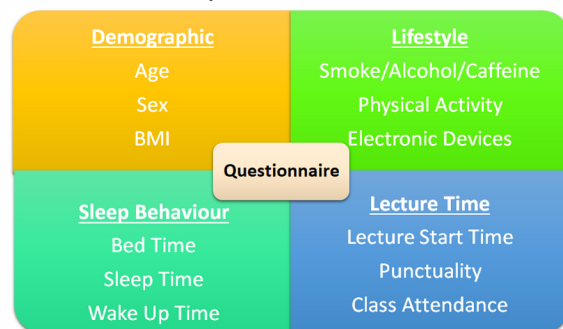 Demographic
Age
Sex
BMI
Lifestyle
Smoke/Alcohol/Caffeine
Physical Activity
Electronic Devices
Questionnaire
Sleep Behaviour
Bed Time
Sleep Time
Wake Up Time
Lecture Time
Lecture Start Time
Punctuality
Class Attendance